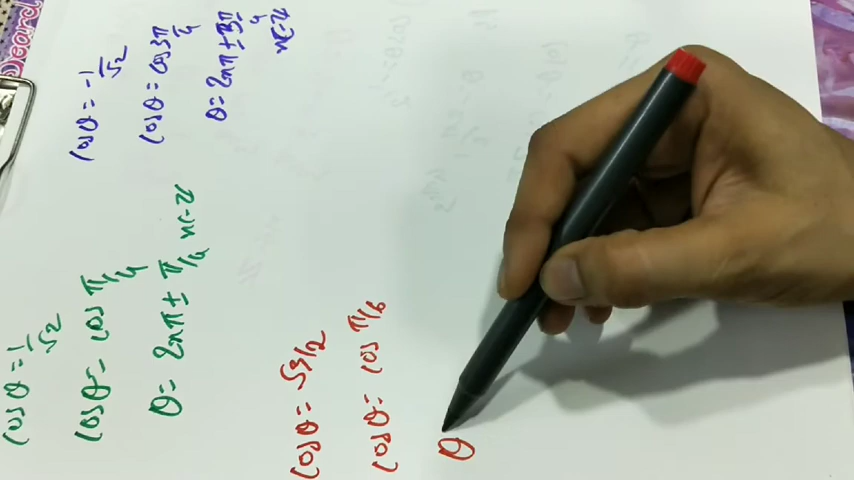 cosθ = 1/√2
cosθ = cos π/4
θ = 2nπ ± π/4 n∈z
cosθ = -1/√2
cosθ = cos 3π/4
θ = 2nπ ± 3π/4
n∈z
cosθ = √3/2
cosθ = cos π/6
θ